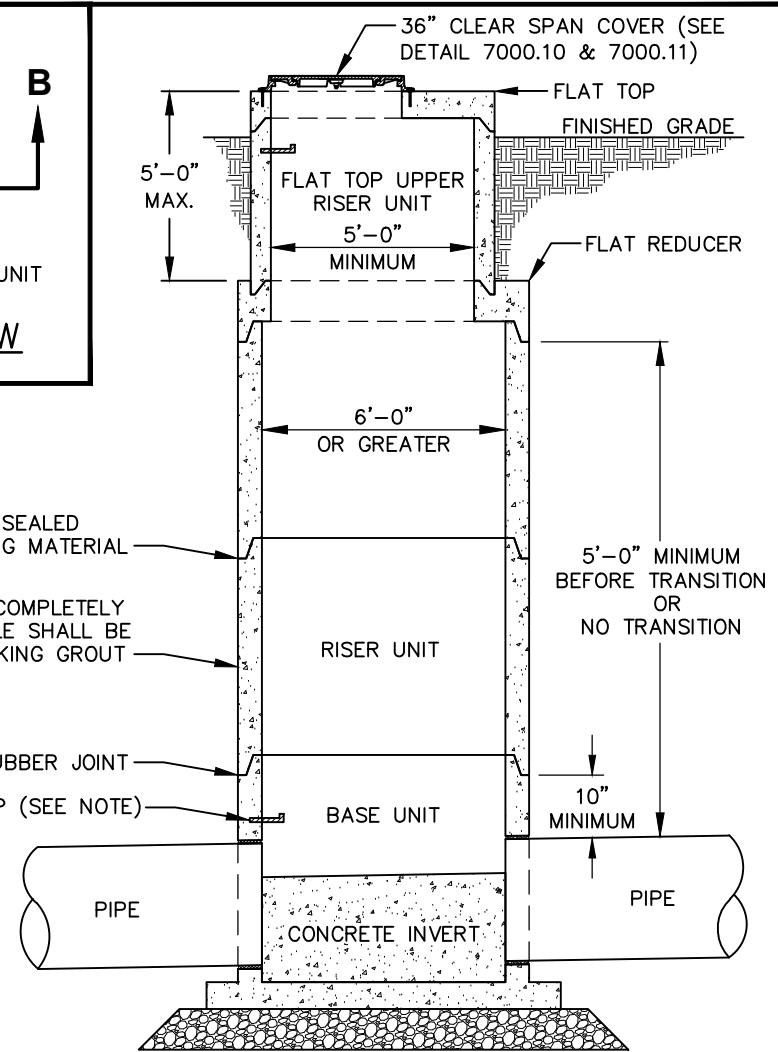 36” CLEAR SPAN COVER (SEE
DETAIL 7000.10 & 7000.11)
B
FLAT TOP
FINISHED GRADE
5’-0”
MAX.
FLAT TOP UPPER
RISER UNIT
5’-0”
MINIMUM
FLAT REDUCER
UNIT
W
6’-0”
OR GREATER
SEALED
G MATERIAL
5’-0” MINIMUM
BEFORE TRANSITION
OR
NO TRANSITION
COMPLETELY
LE SHALL BE
KING GROUT
RISER UNIT
UBBER JOINT
10”
MINIMUM
P (SEE NOTE)
BASE UNIT
PIPE
PIPE
CONCRETE INVERT